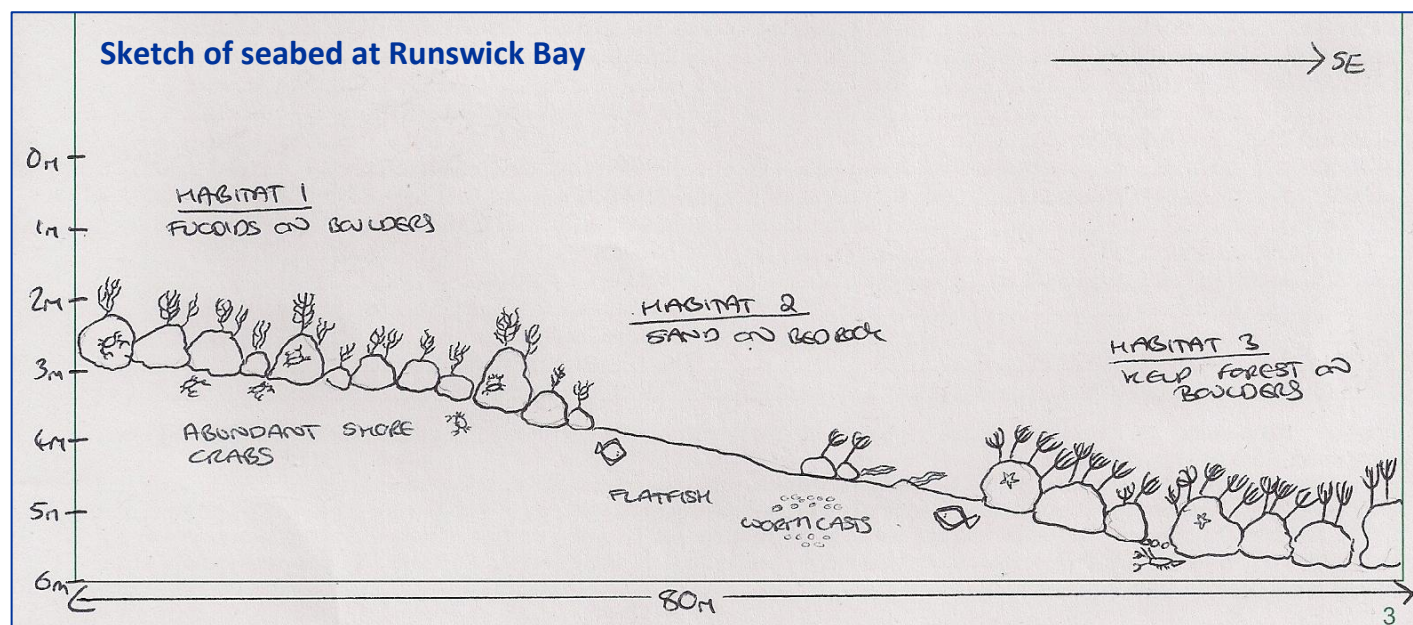 Sketch of seabed at Runswick Bay
SE
0M
HABITAT 1
FUCOIDS ON BOULDERS
1M
2M
HABITAT 2
SAND ON BEDROCK
HABITAT 3
KELP FOREST ON
BOULDERS
3M
4M
ABUNDANT SHORE
CRABS
FLATFISH
WORM CASTS
5M
6M
80M
3